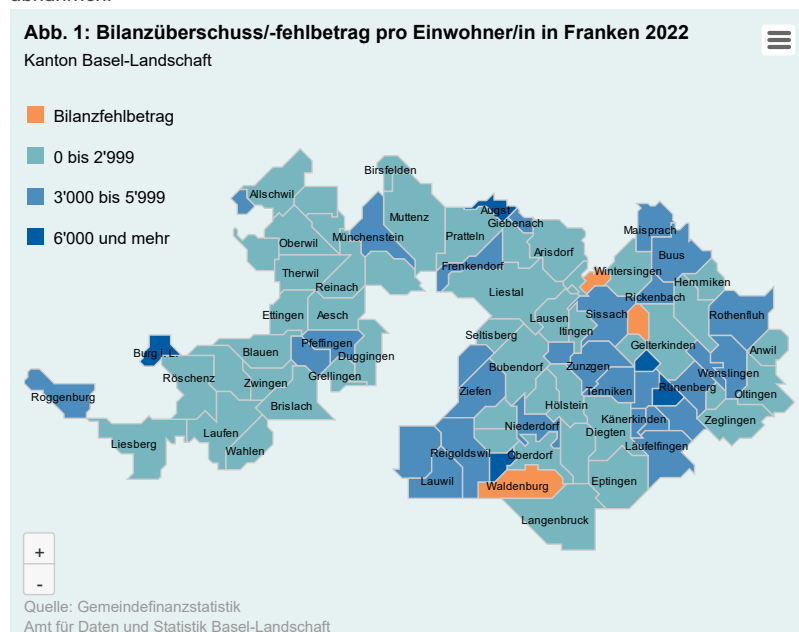 Abb. 1: Bilanzüberschuss/-fehlbetrag pro Einwohner/in in Franken 2022
Kanton Basel-Landschaft
Bilanzfehlbetrag
0 bis 2'999
3'000 bis 5'999
6'000 und mehr
Birsfelden
Allschwil
Muttenz
Augst
Giebenach
Pratteln
Münchenstein
Oberwil
Arisdorf
Maisprach
Buus
Frenkendorf
Therwil
Reinach
Wintersingen
Hemmiken
Liestal
Rickenbach
Ettingen
Aesch
Lausen
Sissach
Rothenfluh
Itingen
Seltisberg
Pfeffingen
Gelterkinden
Anwil
Burg i.L.
Blauen
Duggingen
Bubendorf
Zunzgen
Wenslingen
Röschenz
Zwingen
Grellingen
Ziefen
Tenniken
Rünenberg
Oltingen
Roggenburg
Brislach
Hölstein
Känerkinden
Zeglingen
Laufen
Niederdorf
Diegten
Liesberg
Wahlen
Reigoldswil
Oberdorf
Läufelfingen
Lauwil
Waldenburg
Eptingen
Langenbruck
+
-
Quelle: Gemeindefinanzstatistik
Amt für Daten und Statistik Basel-Landschaft